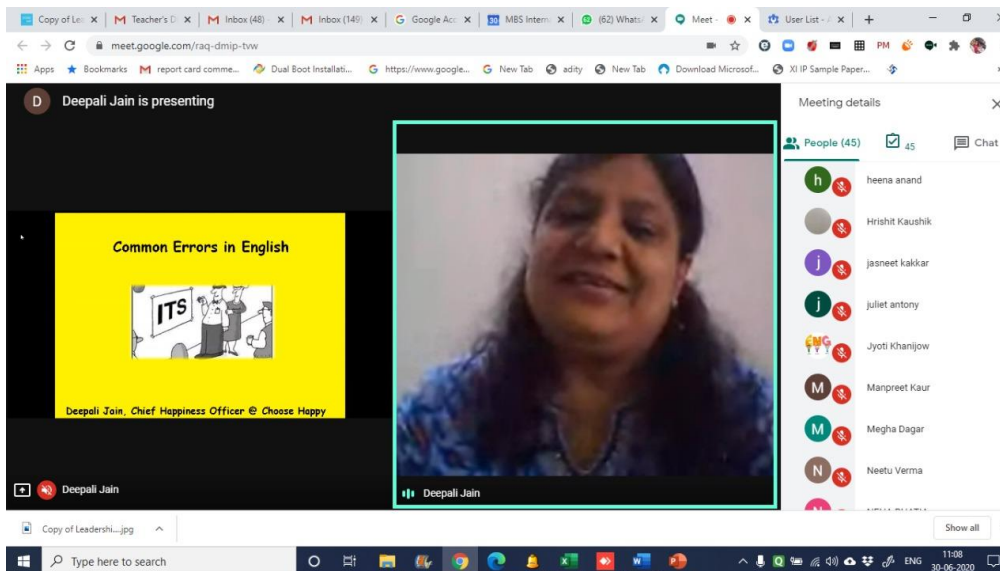 Copy of Le
Teacher's D
Inbox (48) -
Inbox (149)
Google Acc
MBS Intern
(62) Whats
Meet -
User List - A
meet.google.com/raq-dmip-tvw
PM
Apps
Bookmarks
report card comme...
Dual Boot Installati...
https://www.google...
New Tab
adity
New Tab
Download Microsof...
XI IP Sample Paper...
D
Deepali Jain is presenting
Common Errors in English
ITS
Deepali Jain, Chief Happiness Officer @ Choose Happy
Deepali Jain
Deepali Jain
Meeting details
People (45)
45
Chat
h
heena anand
Hrishit Kaushik
j
jasneet kakkar
j
juliet antony
ENG
Jyoti Khanijow
M
Manpreet Kaur
M
Megha Dagar
N
Neetu Verma
Copy of Leadershi....jpg
Show all
Type here to search
ENG
11:08
30-06-2020